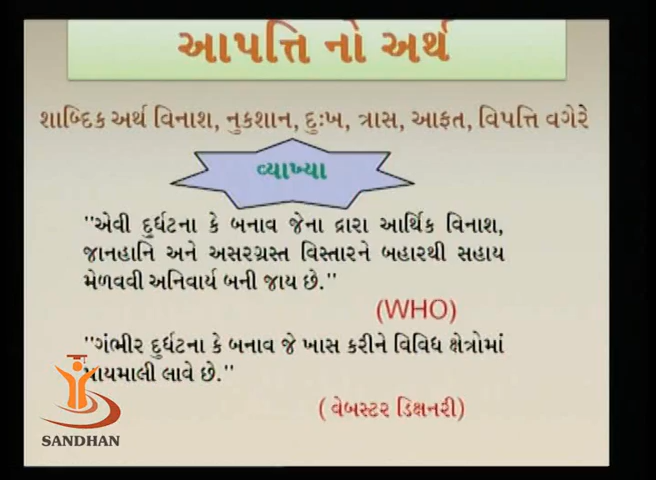 આપત્તિ નો અર્થ
શાબ્દિક અર્થ વિનાશ, નુકશાન, દુઃખ, ત્રાસ, આફત, વિપત્તિ વગેરે
વ્યાખ્યા
"એવી દુર્ઘટના કે બનાવ જેના દ્વારા આર્થિક વિનાશ,
જાનહાનિ અને અસરગ્રસ્ત વિસ્તારને બહારથી સહાય
મેળવવી અનિવાર્ય બની જાય છે."
(WHO)
"ગંભીર દુર્ઘટના કે બનાવ જે ખાસ કરીને વિવિધ ક્ષેત્રોમાં
પાયમાલી લાવે છે."
( વેબસ્ટર ડિક્ષનરી)
SANDHAN